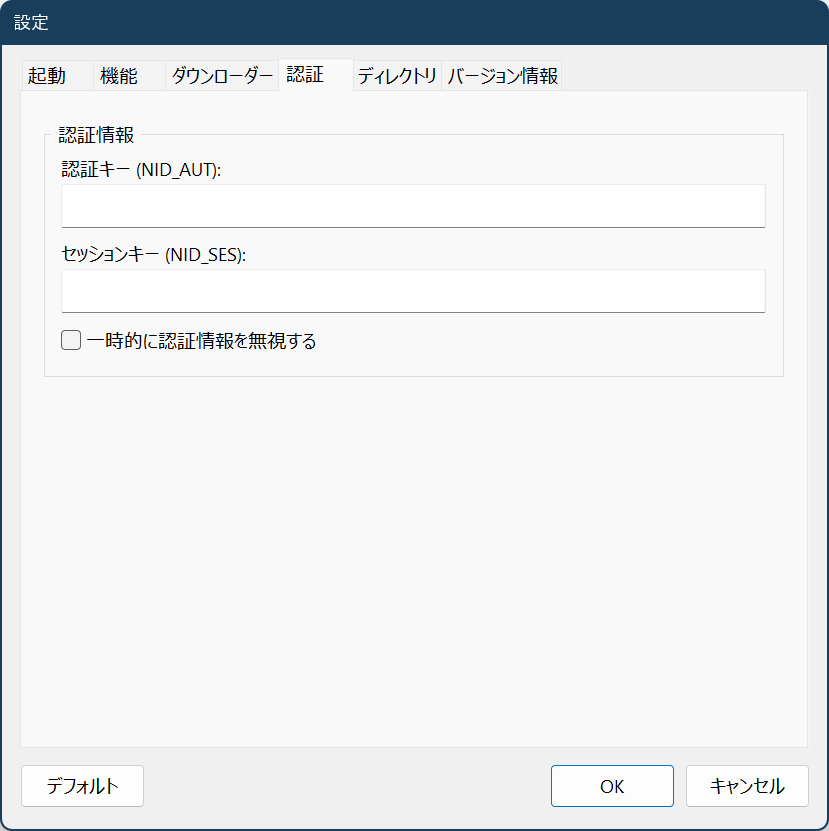 設定
起動 機能 ダウンローダー 認証 ディレクトリ バージョン情報
認証情報
認証キー (NID_AUT):
セッションキー (NID_SES):
一時的に認証情報を無視する
デフォルト OK キャンセル